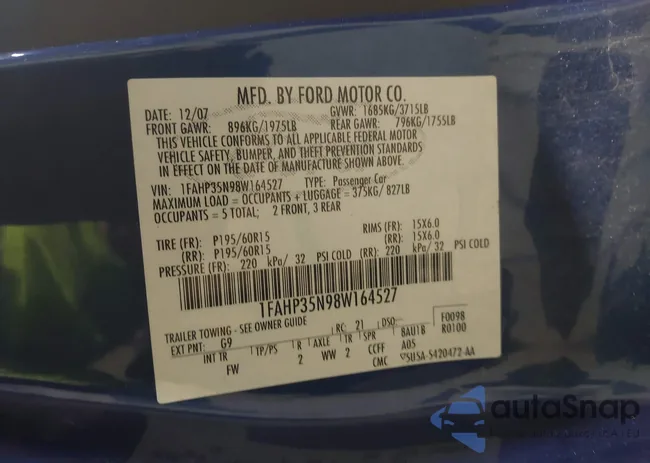 MFD. BY FORD MOTOR CO.
DATE: 12/07 GVWR: 1685KG/3715LB
FRONT GAWR: 896KG/1975LB REAR GAWR: 796KG/1755LB
THIS VEHICLE CONFORMS TO ALL APPLICABLE FEDERAL MOTOR
VEHICLE SAFETY, BUMPER, AND THEFT PREVENTION STANDARDS
IN EFFECT ON THE DATE OF MANUFACTURE SHOWN ABOVE.
VIN: 1FAHP35N98W164527 TYPE: Passenger Car
MAXIMUM LOAD = OCCUPANTS + LUGGAGE = 375KG/ 827LB
OCCUPANTS = 5 TOTAL; 2 FRONT, 3 REAR
TIRE (FR): P195/60R15 RIMS (FR): 15X6.0
(RR): P195/60R15 (RR): 15X6.0
PRESSURE (FR): 220 kPa/ 32 PSI COLD (RR): 220 kPa/ 32 PSI COLD
1FAHP35N98W164527
TRAILER TOWING - SEE OWNER GUIDE
EXT PNT: G9 RC: 21 DSO: F0098
INT TR TP/PS R AXLE TR SPR 8AU18 R0100
FW 2 WW 2 CCFF A05
CMC SU5A-5420472-AA
autoSnap